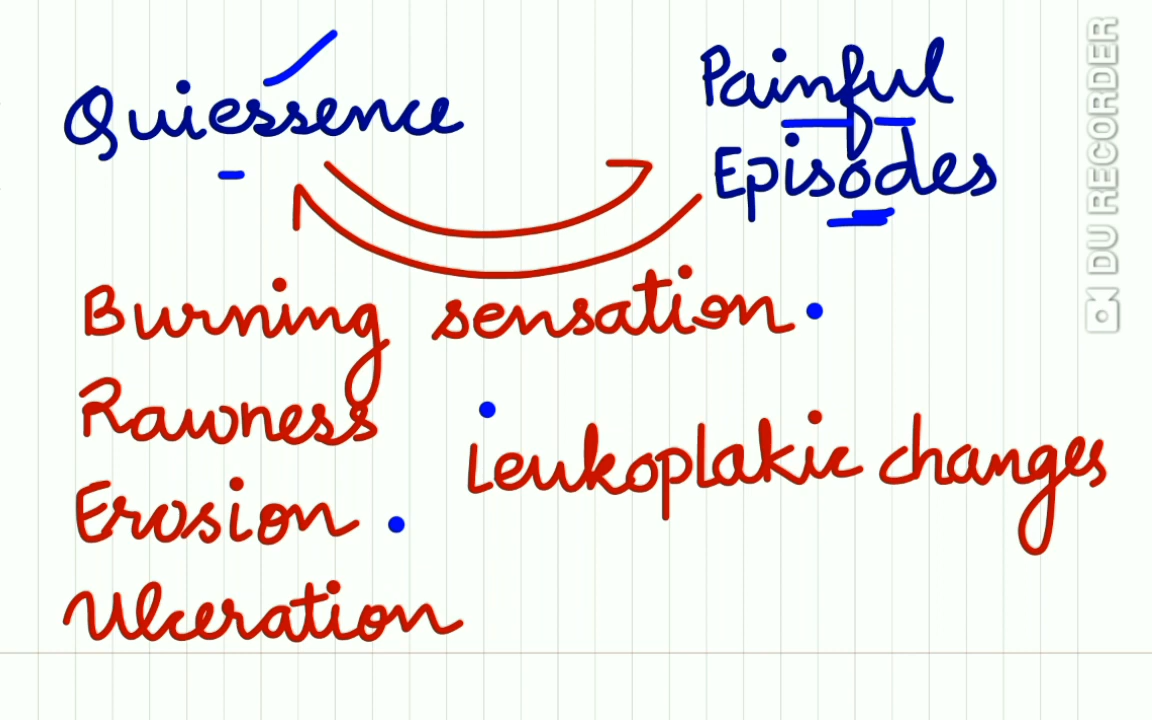 Quiessence
Painful
Episodes
Burning sensation
Rawness
leukoplakic changes
Erosion
Ulceration
DU RECORDER